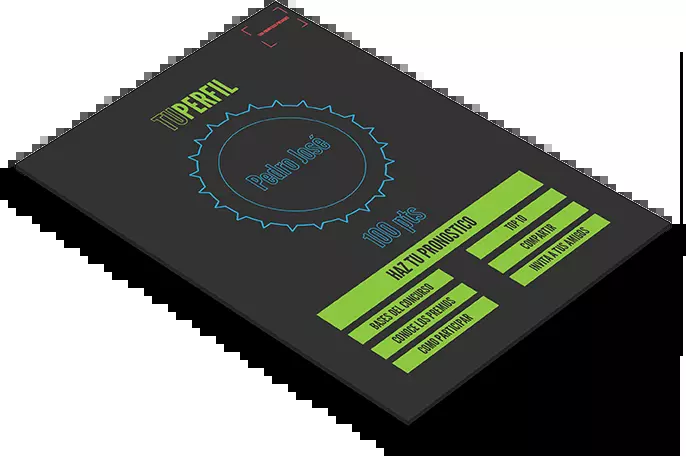 TUPERFIL
Pedro José
100 pts
HAZ TU PRONOSTICO
BASES DEL CONCURSO
CONOCE LOS PREMIOS
COMO PARTICIPAR
TOP 10
COMPARTIR
INVITA A TUS AMIGOS